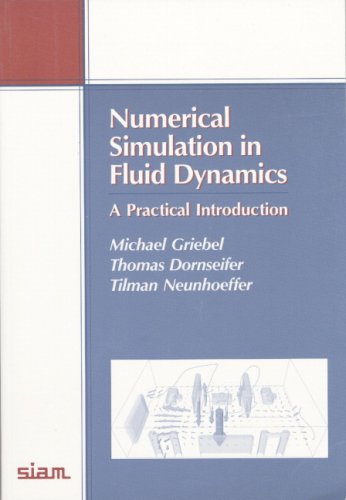 Numerical
Simulation in
Fluid Dynamics
A Practical Introduction
Michael Griebel
Thomas Dornseifer
Tilman Neunhoeffer
siam